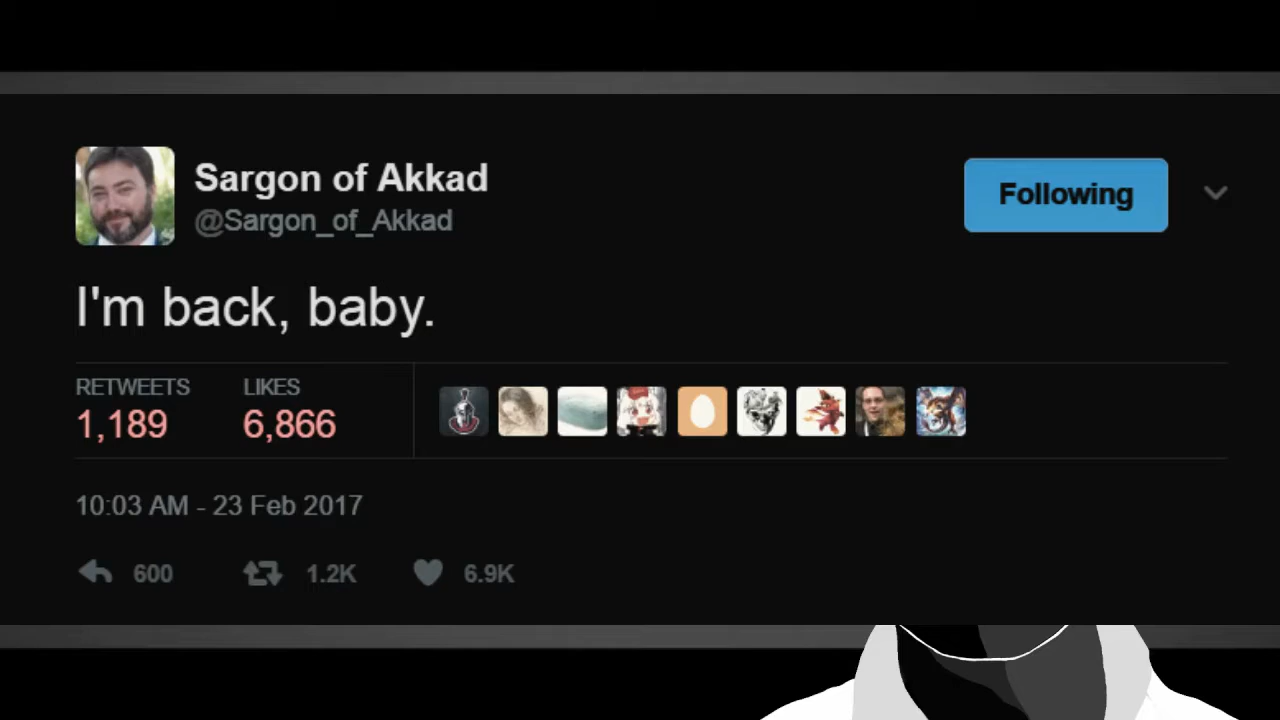 Sargon of Akkad
@Sargon_of_Akkad
Following
I'm back, baby.
RETWEETS LIKES
1,189 6,866
10:03 AM - 23 Feb 2017
600 1.2K 6.9K